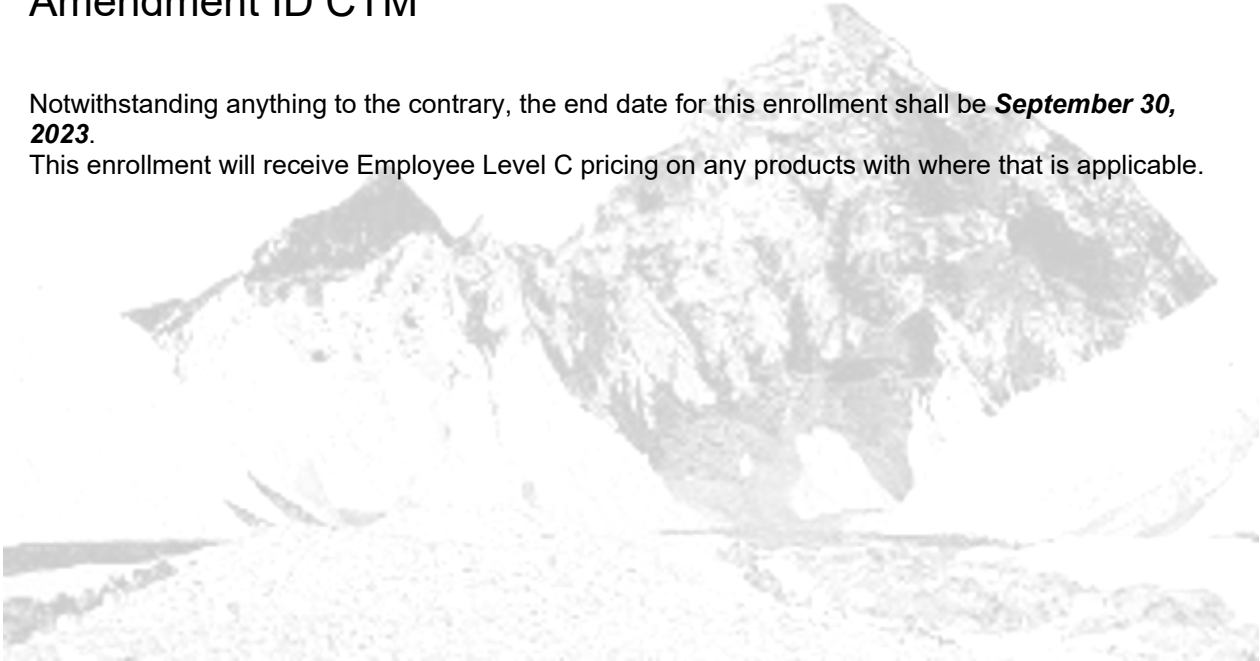 Amendment ID CTM
Notwithstanding anything to the contrary, the end date for this enrollment shall be September 30,
2023.
This enrollment will receive Employee Level C pricing on any products with where that is applicable.